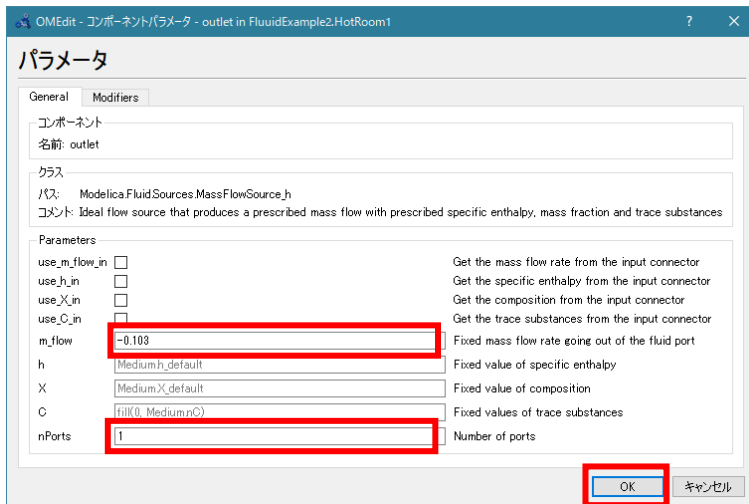 OMEdit - コンポーネントパラメータ - outlet in FluuidExample2.HotRoom1 ? ×
パラメータ
General Modifiers
コンポーネント
名前: outlet
クラス
パス: Modelica.Fluid.Sources.MassFlowSource_h
コメント: Ideal flow source that produces a prescribed mass flow with prescribed specific enthalpy, mass fraction and trace substances
Parameters
use_m_flow_in Get the mass flow rate from the input connector
use_h_in Get the specific enthalpy from the input connector
use_X_in Get the composition from the input connector
use_C_in Get the trace substances from the input connector
m_flow -0.103 Fixed mass flow rate going out of the fluid port
h Medium.h_default Fixed value of specific enthalpy
X Medium.X_default Fixed value of composition
C fill(0, Medium.nC) Fixed values of trace substances
nPorts 1 Number of ports
OK キャンセル